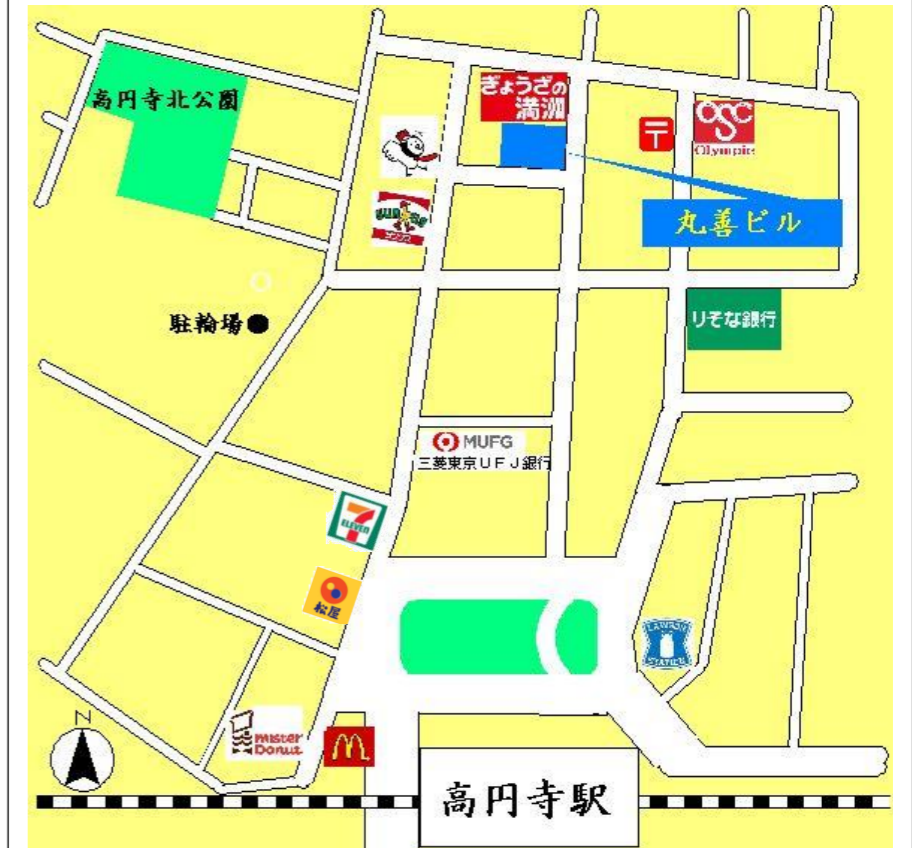 高円寺北公園
ぎょうざの
満洲
〒
OSC
Olympic
丸善ビル
駐輪場
りそな銀行
MUFG
三菱東京UFJ銀行
7
ELEVEN
松屋
LAWSON
STATION
N
mister
Donut
高円寺駅